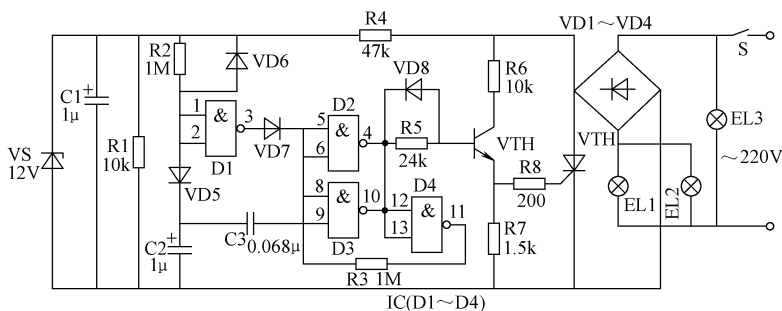 R4
47k
VD1～VD4
R2
1M
VD6
S
C1
+
1μ
R1
10k
VS
12V
1
2
&
3
D1
VD7
D2
5
6
&
4
VD8
R5
24k
R6
10k
VTH
VTH
EL3
～220V
VD5
8
9
&
10
D3
D4
12
13
&
11
R8
200
EL1
EL2
C2
+
1μ
C3
0.068μ
R3 1M
R7
1.5k
IC(D1～D4)